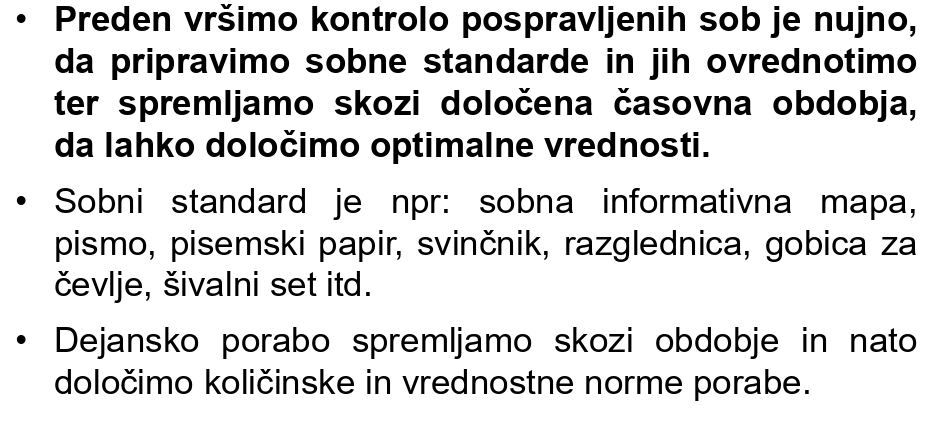 • Preden vršimo kontrolo pospravljenih sob je nujno,
da pripravimo sobne standarde in jih ovrednotimo
ter spremljamo skozi določena časovna obdobja,
da lahko določimo optimalne vrednosti.
• Sobni standard je npr: sobna informativna mapa,
pismo, pisemski papir, svinčnik, razglednica, gobica za
čevlje, šivalni set itd.
• Dejansko porabo spremljamo skozi obdobje in nato
določimo količinske in vrednostne norme porabe.